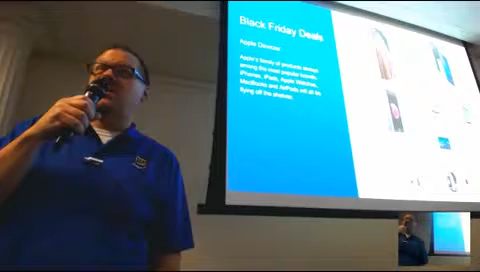 Black Friday Deals
Apple Devices
Apple's family of products almost
among the most popular brands.
iPhones, iPads, Apple Watches,
MacBooks and AirPods will all be
flying off the shelves.